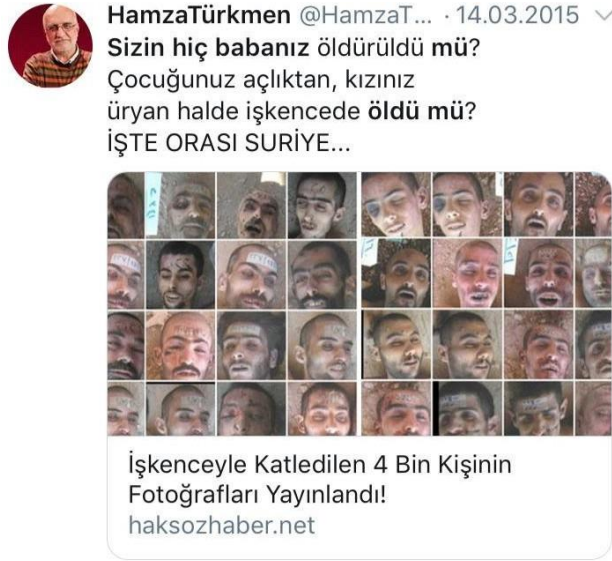 HamzaTürkmen @HamzaT... · 14.03.2015
Sizin hiç babanız öldürüldü mü?
Çocuğunuz açlıktan, kızınız
üryan halde işkencede öldü mü?
İŞTE ORASI SURİYE...
İşkenceyle Katledilen 4 Bin Kişinin
Fotoğrafları Yayınlandı!
haksozhaber.net